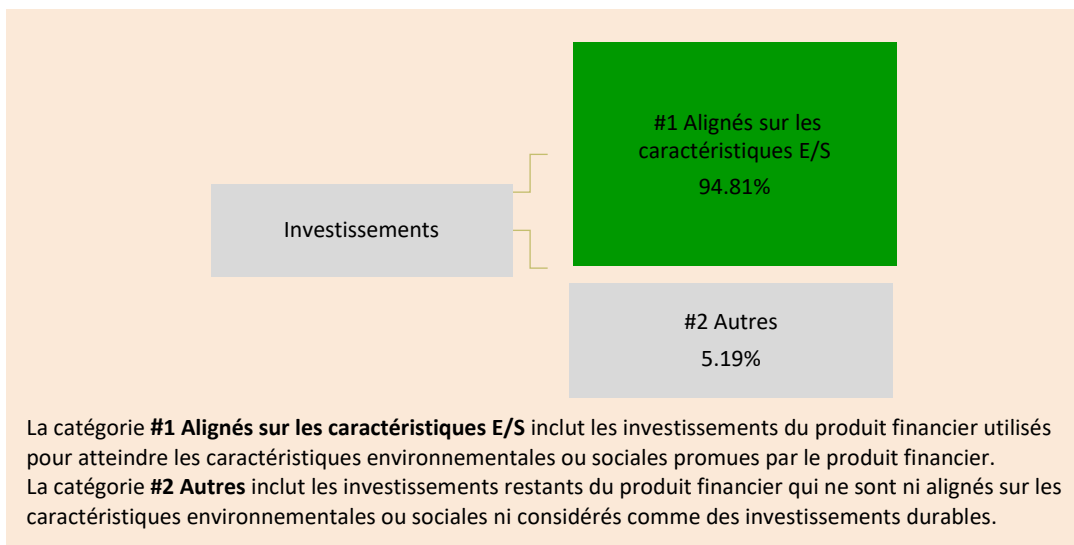 #1 Alignés sur les
caractéristiques E/S
94.81%
Investissements
#2 Autres
5.19%
La catégorie #1 Alignés sur les caractéristiques E/S inclut les investissements du produit financier utilisés
pour atteindre les caractéristiques environnementales ou sociales promues par le produit financier.
La catégorie #2 Autres inclut les investissements restants du produit financier qui ne sont ni alignés sur les
caractéristiques environnementales ou sociales ni considérés comme des investissements durables.